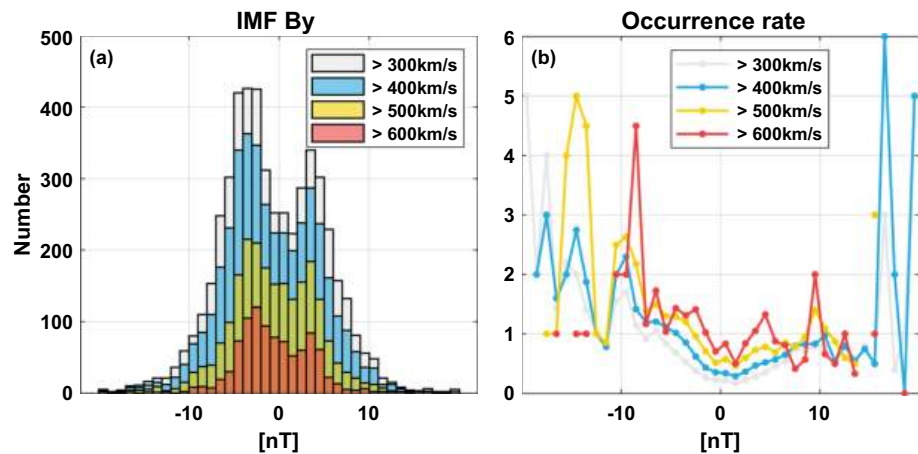 IMF By
500
400
300
200
100
0
Number
(a)
> 300km/s
> 400km/s
> 500km/s
> 600km/s
-10
0
10
[nT]
Occurrence rate
6
5
4
3
2
1
0
(b)
> 300km/s
> 400km/s
> 500km/s
> 600km/s
-10
0
10
[nT]